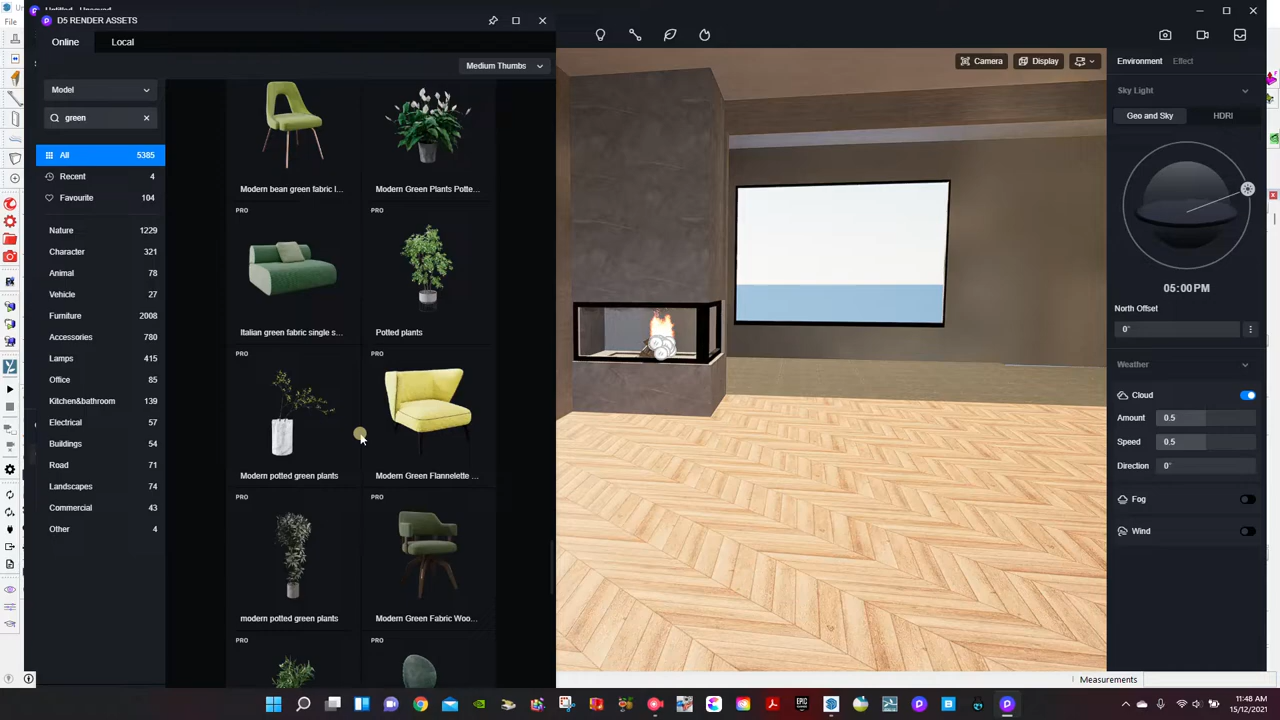 Untitled - Unsaved
File
D5 RENDER ASSETS
Online
Local
Medium Thumbs
Model
green
All 5385
Recent 4
Favourite 104
Nature 1229
Character 321
Animal 78
Vehicle 27
Furniture 2008
Accessories 780
Lamps 415
Office 85
Kitchen&bathroom 139
Electrical 57
Buildings 54
Road 71
Landscapes 74
Commercial 43
Other 4
Modern bean green fabric l...
Modern Green Plants Potte...
PRO
PRO
Italian green fabric single s...
Potted plants
PRO
PRO
Modern potted green plants
Modern Green Flannelette ...
PRO
PRO
modern potted green plants
Modern Green Fabric Woo...
PRO
PRO
Camera
Display
Environment
Effect
Sky Light
Geo and Sky
HDRI
05:00PM
North Offset
0°
Weather
Cloud
Amount 0.5
Speed 0.5
Direction 0°
Fog
Wind
Measurements
EPIC
11:48 AM
15/12/2021